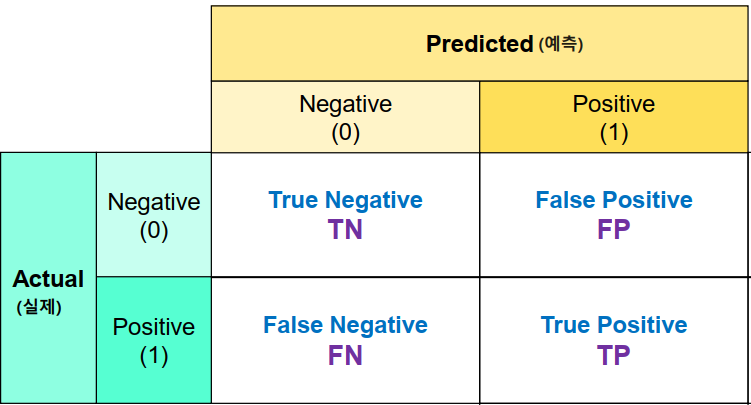 Predicted (예측)
Negative
(0)
Positive
(1)
Actual
(실제)
Negative
(0)
True Negative
TN
False Positive
FP
Positive
(1)
False Negative
FN
True Positive
TP